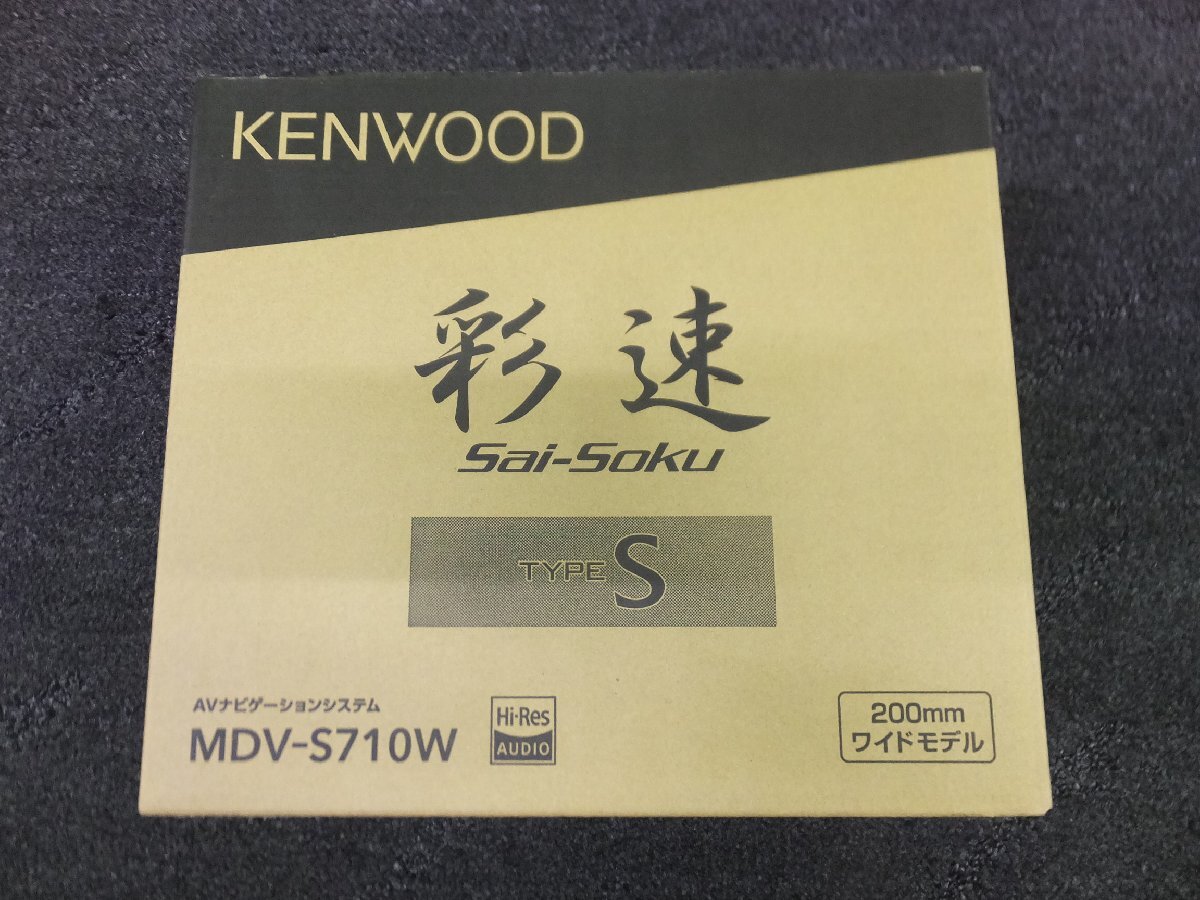 KENWOOD
彩速
Sai-Soku
TYPE S
AVナビゲーションシステム
MDV-S710W
Hi-Res
AUDIO
200mm
ワイドモデル